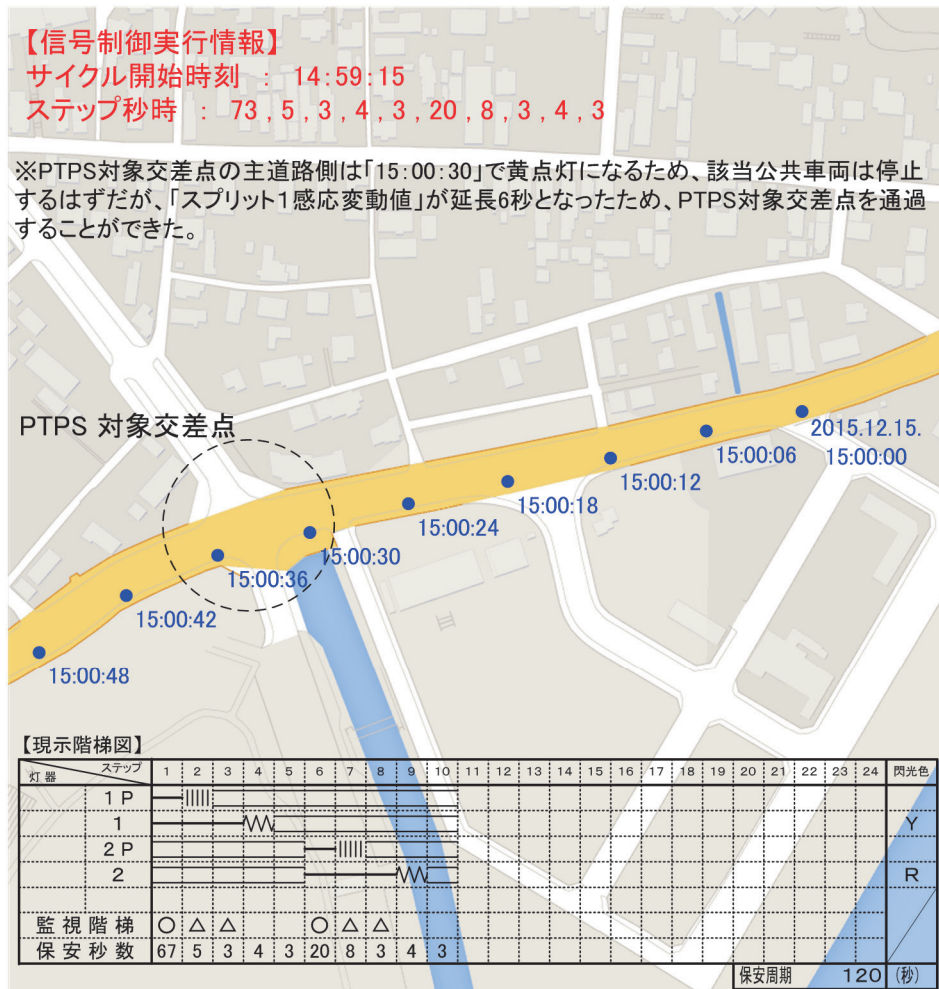 【信号制御実行情報】
サイクル開始時刻 : 14:59:15
ステップ秒時 : 73 , 5 , 3 , 4 , 3 , 20 , 8 , 3 , 4 , 3
※PTPS対象交差点の主道路側は「15:00:30」で黄点灯になるため、該当公共車両は停止
するはずだが、「スプリット1感応変動値」が延長6秒となったため、PTPS対象交差点を通過
することができた。
PTPS 対象交差点
2015.12.15.
15:00:00
15:00:06
15:00:12
15:00:18
15:00:24
15:00:30
15:00:36
15:00:42
15:00:48
【現示階梯図】
灯器 ステップ 1 2 3 4 5 6 7 8 9 10 11 12 13 14 15 16 17 18 19 20 21 22 23 24 閃光色
1 P
1 Y
2 P
2 R
監視階梯 ○ △ △ ○ △ △
保安秒数 67 5 3 4 3 20 8 3 4 3
保安周期 120 (秒)